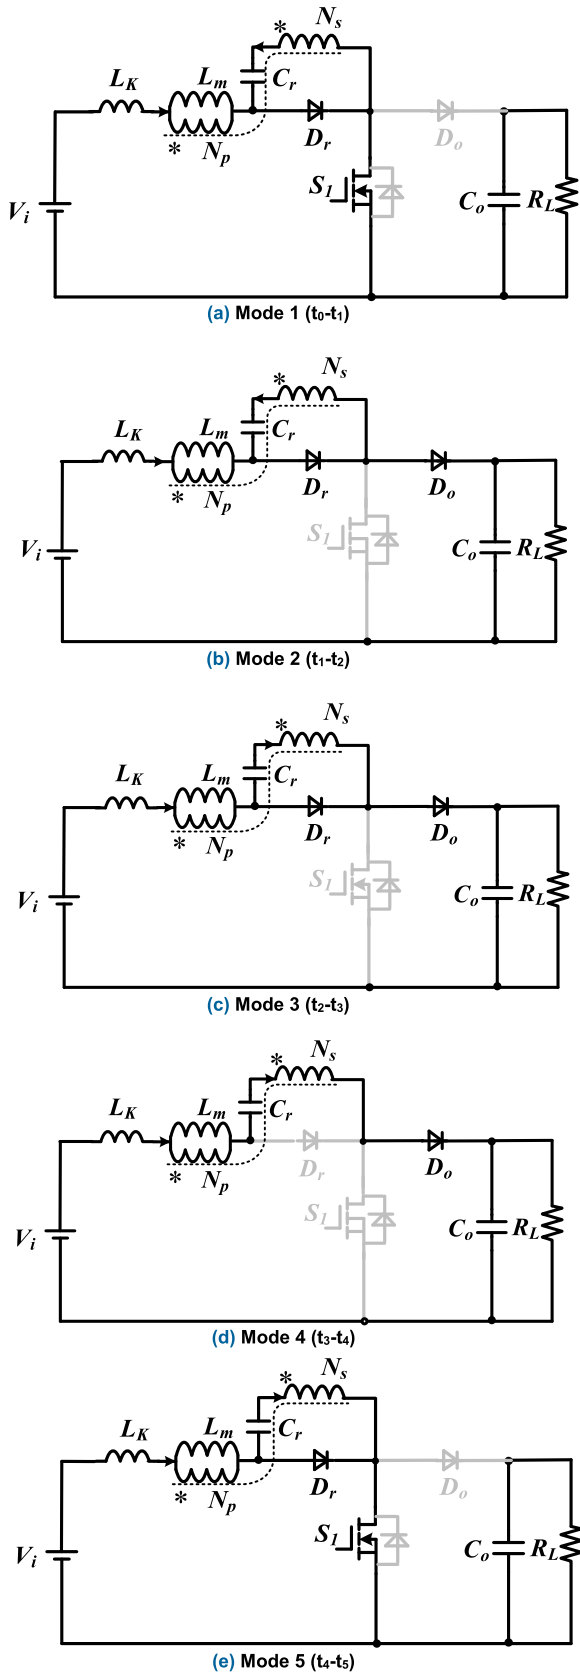 * Ns
LK Lm Cr
* Np Dr Do
Vi S1 Co RL
(a) Mode 1 (t0-t1)
* Ns
LK Lm Cr
* Np Dr Do
Vi S1 Co RL
(b) Mode 2 (t1-t2)
* Ns
LK Lm Cr
* Np Dr Do
Vi S1 Co RL
(c) Mode 3 (t2-t3)
* Ns
LK Lm Cr
* Np Dr Do
Vi S1 Co RL
(d) Mode 4 (t3-t4)
* Ns
LK Lm Cr
* Np Dr Do
Vi S1 Co RL
(e) Mode 5 (t4-t5)